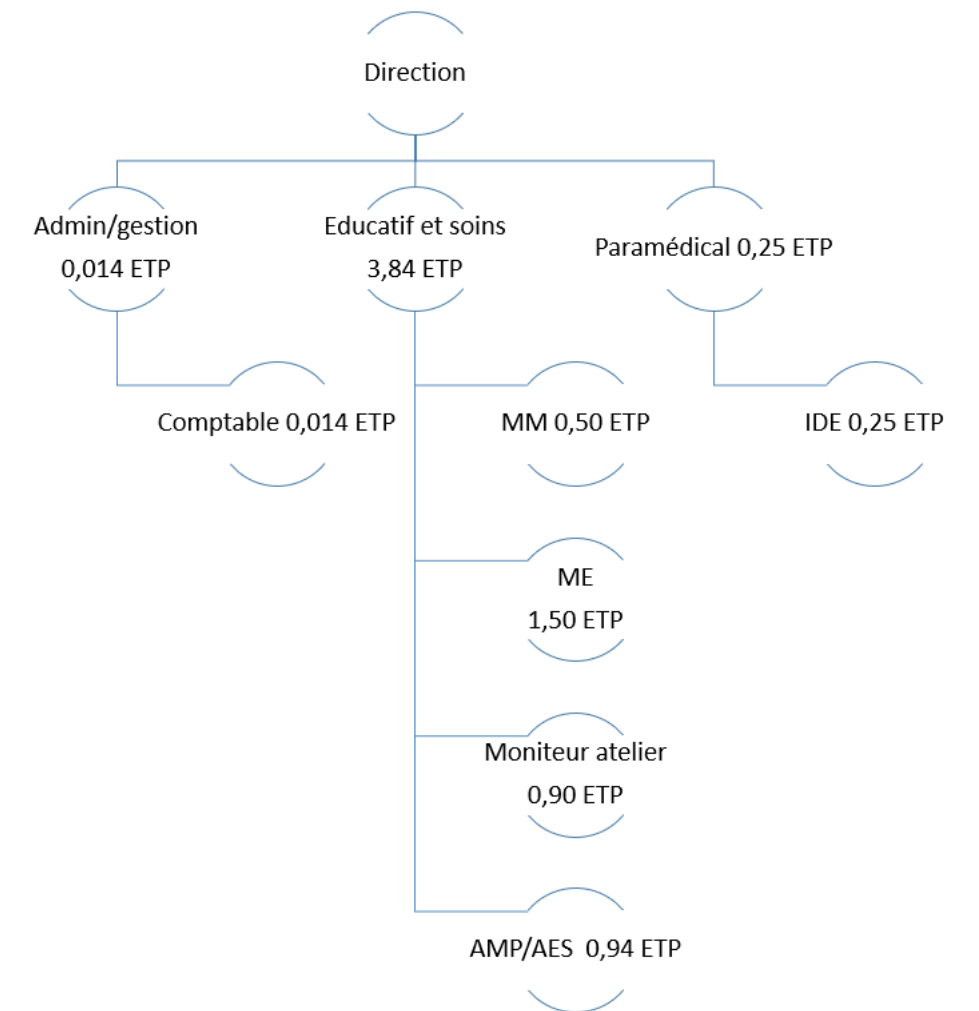 Direction
Admin/gestion
0,014 ETP
Educatif et soins
3,84 ETP
Paramédical 0,25 ETP
Comptable 0,014 ETP
MM 0,50 ETP
IDE 0,25 ETP
ME
1,50 ETP
Moniteur atelier
0,90 ETP
AMP/AES  0,94 ETP